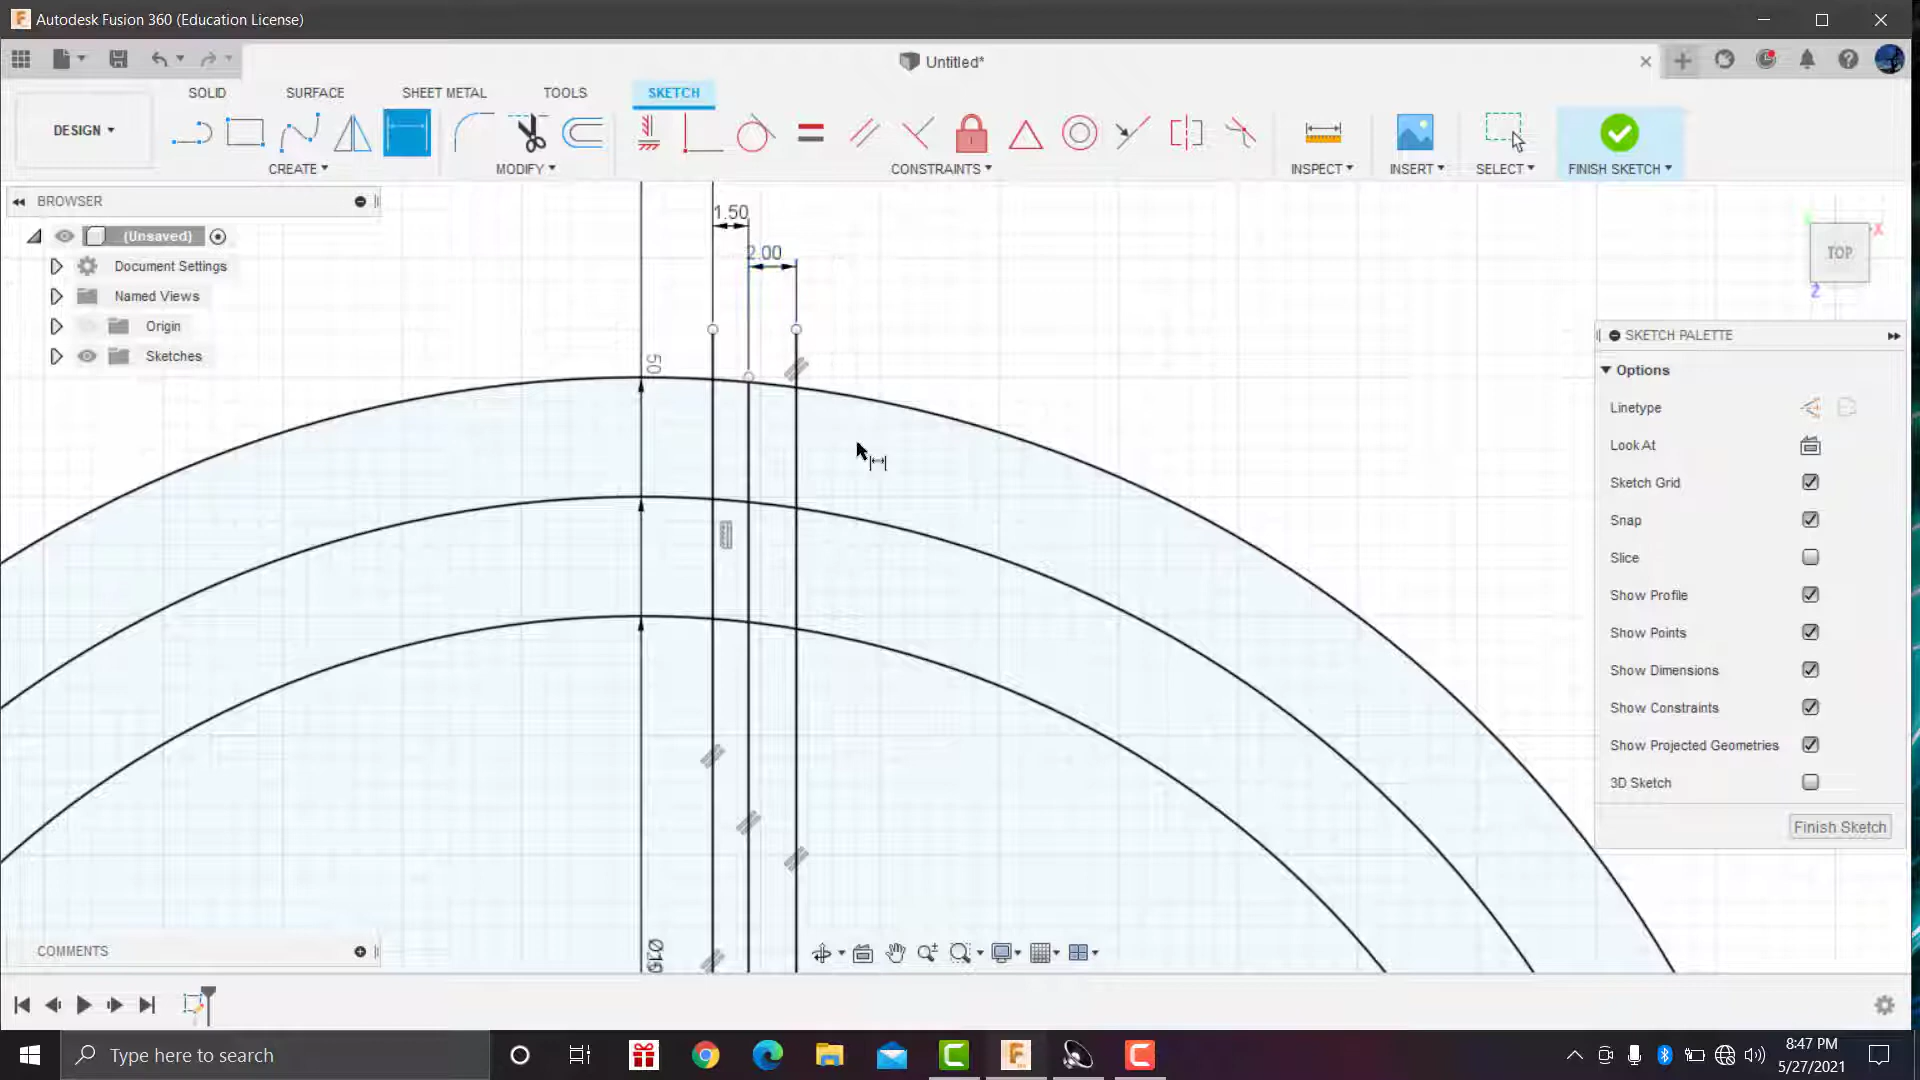 Autodesk Fusion 360 (Education License)
Untitled*
SOLID SURFACE SHEET METAL TOOLS SKETCH
DESIGN
CREATE MODIFY CONSTRAINTS INSPECT INSERT SELECT FINISH SKETCH
BROWSER
(Unsaved)
Document Settings
Named Views
Origin
Sketches
1.50
2.00
50
TOP
X
Z
SKETCH PALETTE
Options
Linetype
Look At
Sketch Grid
Snap
Slice
Show Profile
Show Points
Show Dimensions
Show Constraints
Show Projected Geometries
3D Sketch
Finish Sketch
COMMENTS
Type here to search
8:47 PM
5/27/2021